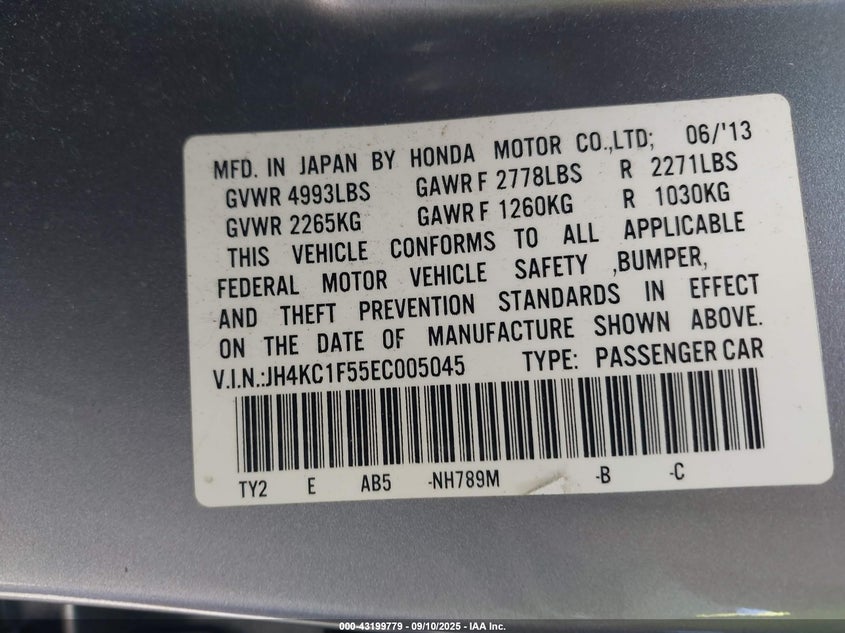 MFD. IN JAPAN BY HONDA MOTOR CO.,LTD; 06/'13
GVWR 4993LBS GAWR F 2778LBS R 2271LBS
GVWR 2265KG GAWR F 1260KG R 1030KG
THIS VEHICLE CONFORMS TO ALL APPLICABLE
FEDERAL MOTOR VEHICLE SAFETY ,BUMPER,
AND THEFT PREVENTION STANDARDS IN EFFECT
ON THE DATE OF MANUFACTURE SHOWN ABOVE.
V.I.N.:JH4KC1F55EC005045 TYPE: PASSENGER CAR
TY2 E AB5 -NH789M -B -C
000-43199779 - 09/10/2025 - IAA Inc.